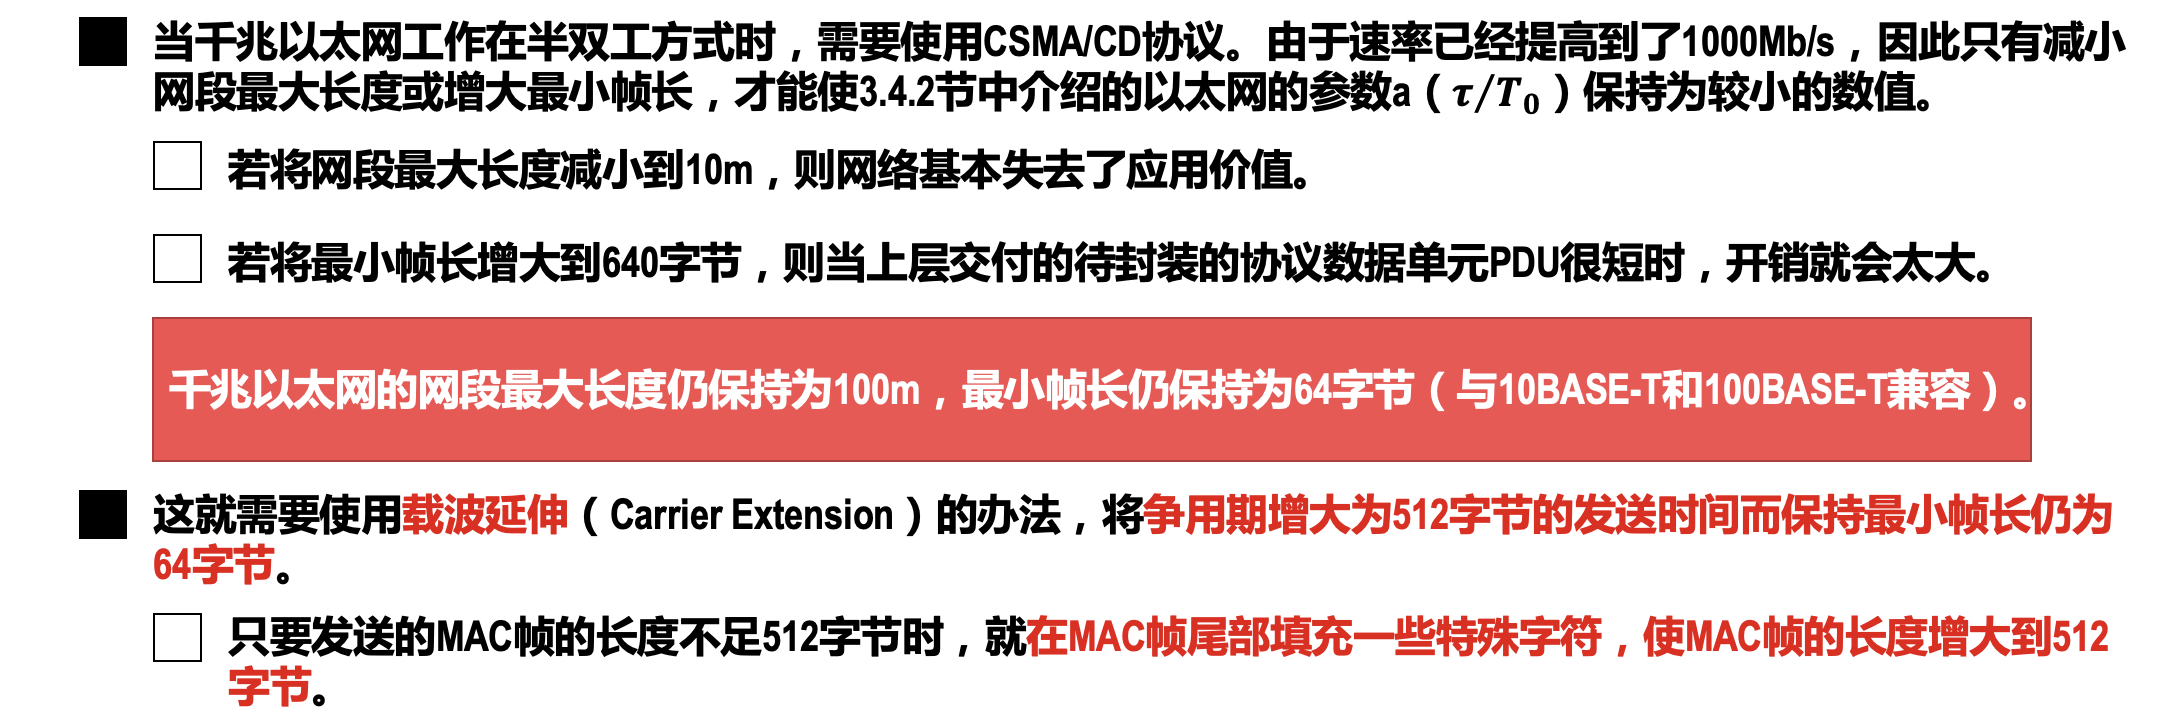 当千兆以太网工作在半双工方式时，需要使用CSMA/CD协议。由于速率已经提高到了1000Mb/s，因此只有减小
网段最大长度或增大最小帧长，才能使3.4.2节中介绍的以太网的参数a（τ/T₀）保持为较小的数值。
若将网段最大长度减小到10m，则网络基本失去了应用价值。
若将最小帧长增大到640字节，则当上层交付的待封装的协议数据单元PDU很短时，开销就会太大。
千兆以太网的网段最大长度仍保持为100m，最小帧长仍保持为64字节（与10BASE-T和100BASE-T兼容）。
这就需要使用载波延伸（Carrier Extension）的办法，将争用期增大为512字节的发送时间而保持最小帧长仍为
64字节。
只要发送的MAC帧的长度不足512字节时，就在MAC帧尾部填充一些特殊字符，使MAC帧的长度增大到512
字节。